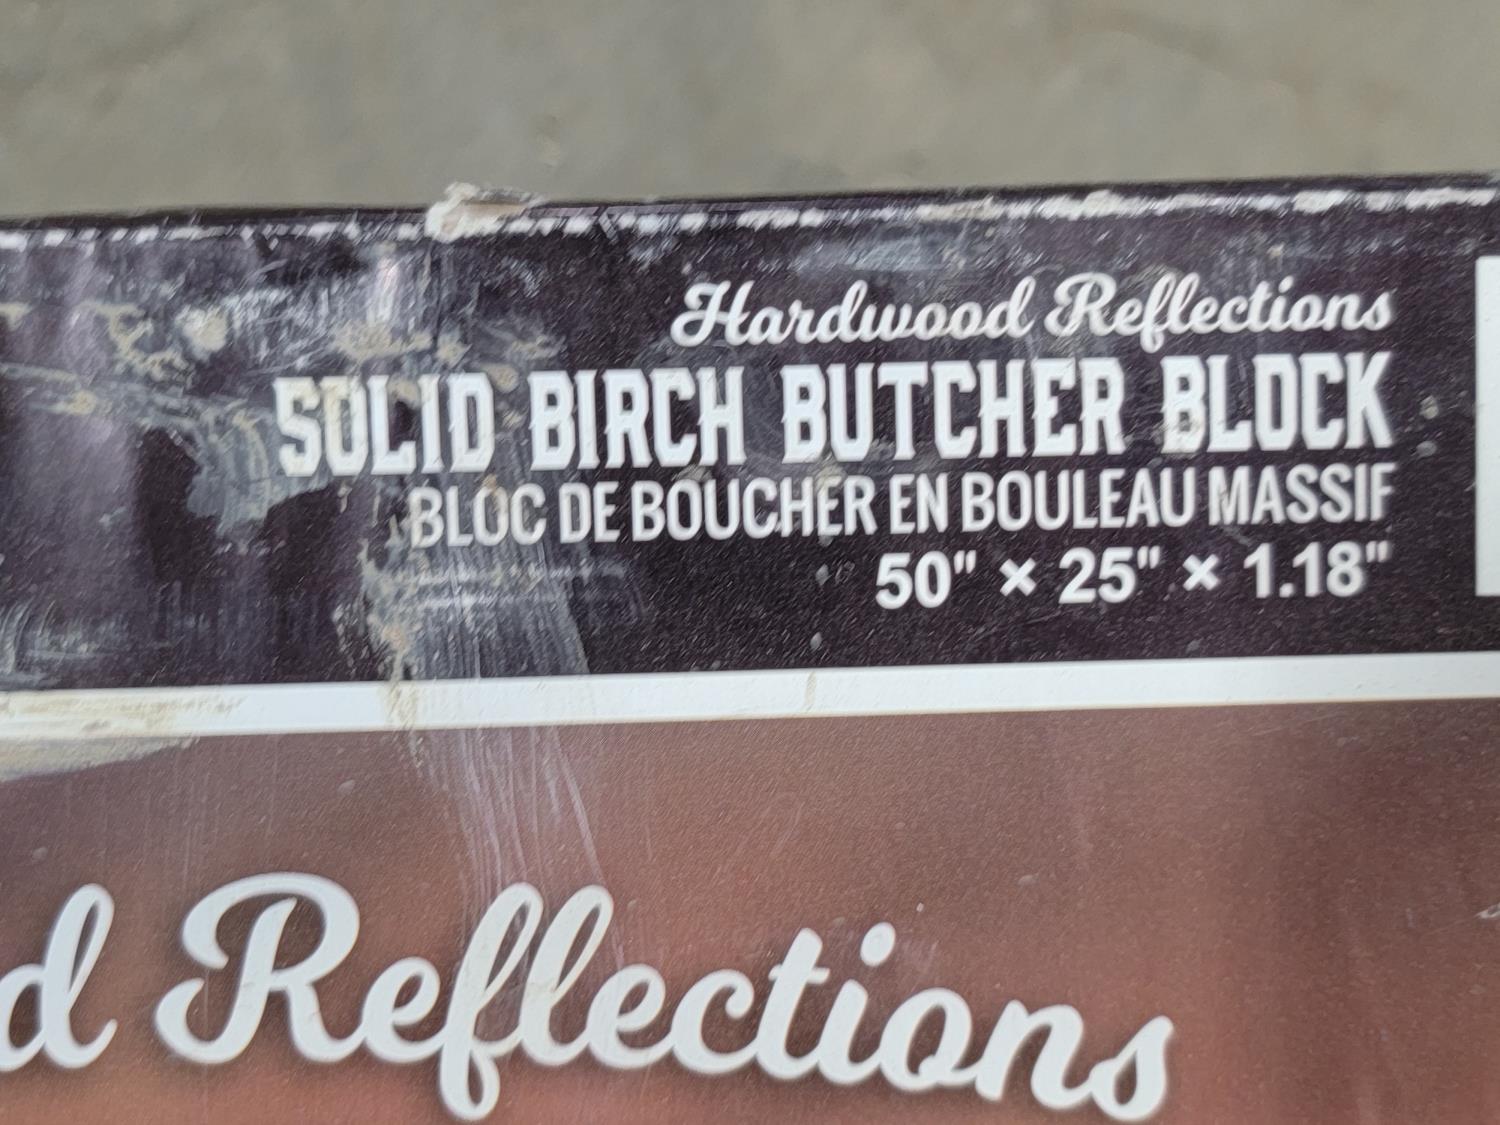 Hardwood Reflections
SOLID BIRCH BUTCHER BLOCK
BLOC DE BOUCHER EN BOULEAU MASSIF
50" × 25" × 1.18"
d Reflections